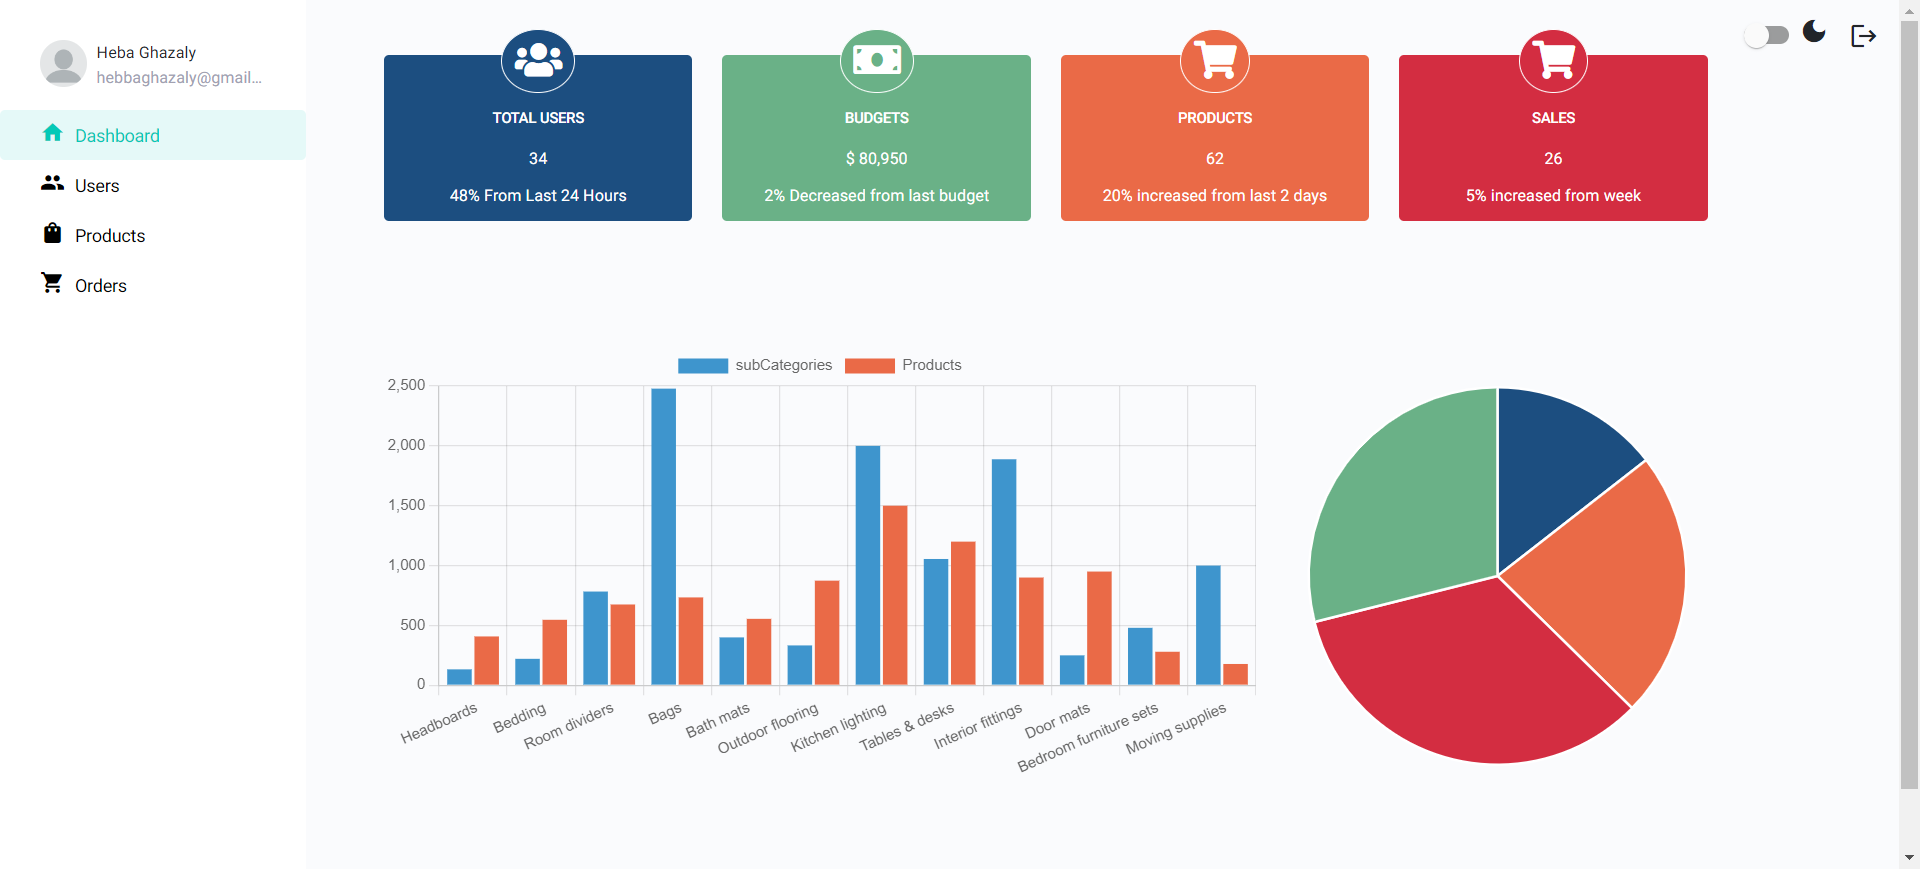 Heba Ghazaly
hebbaghazaly@gmail...
Dashboard
Users
Products
Orders
TOTAL USERS
34
48% From Last 24 Hours
BUDGETS
$ 80,950
2% Decreased from last budget
PRODUCTS
62
20% increased from last 2 days
SALES
26
5% increased from week
subCategories
Products
2,500
2,000
1,500
1,000
500
0
Headboards
Bedding
Room dividers
Bags
Bath mats
Outdoor flooring
Kitchen lighting
Tables & desks
Interior fittings
Door mats
Bedroom furniture sets
Moving supplies